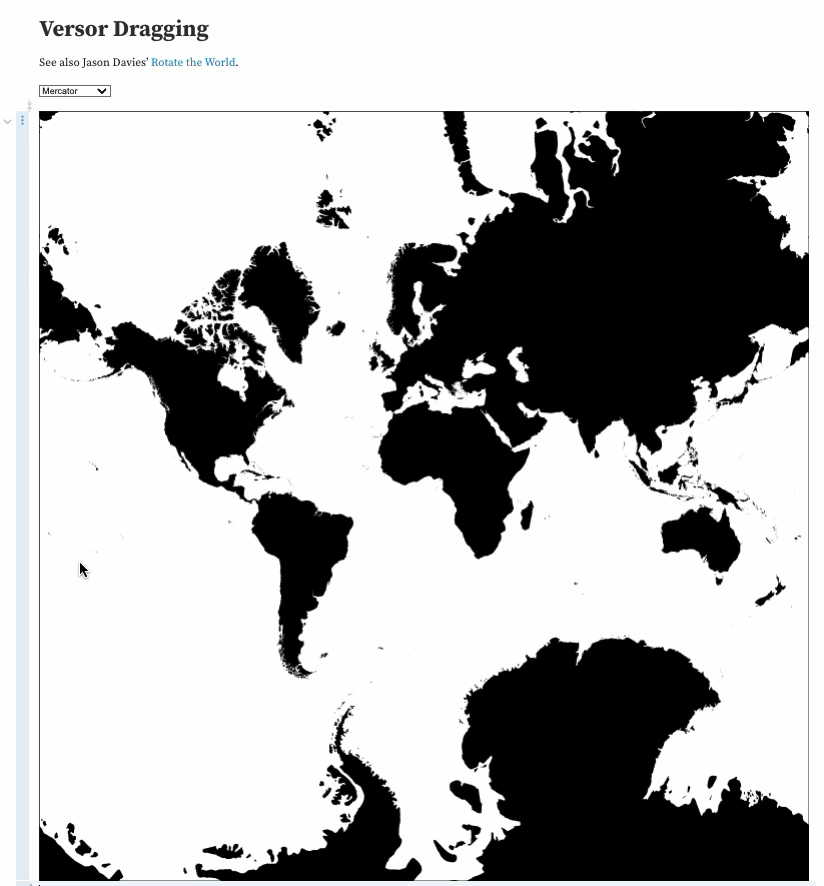 Versor Dragging
See also Jason Davies’ Rotate the World.
Mercator